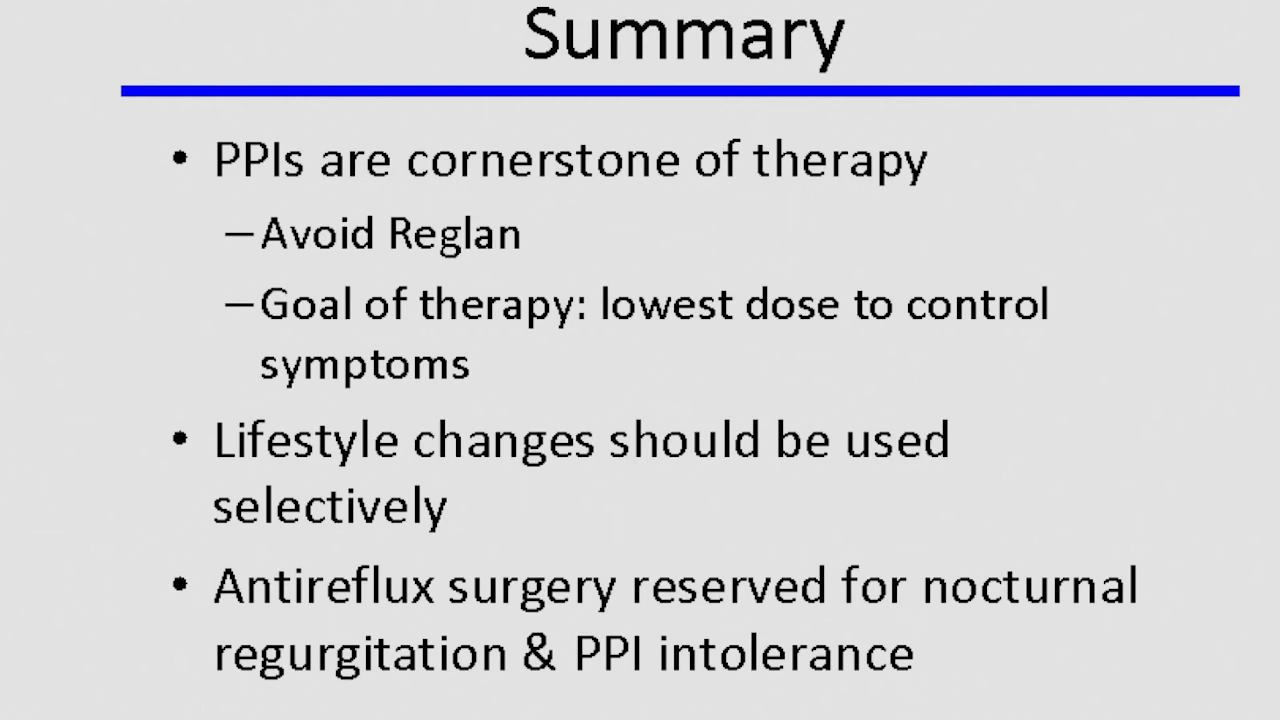 Summary
• PPIs are cornerstone of therapy
– Avoid Reglan
– Goal of therapy: lowest dose to control
symptoms
• Lifestyle changes should be used
selectively
• Antireflux surgery reserved for nocturnal
regurgitation & PPI intolerance